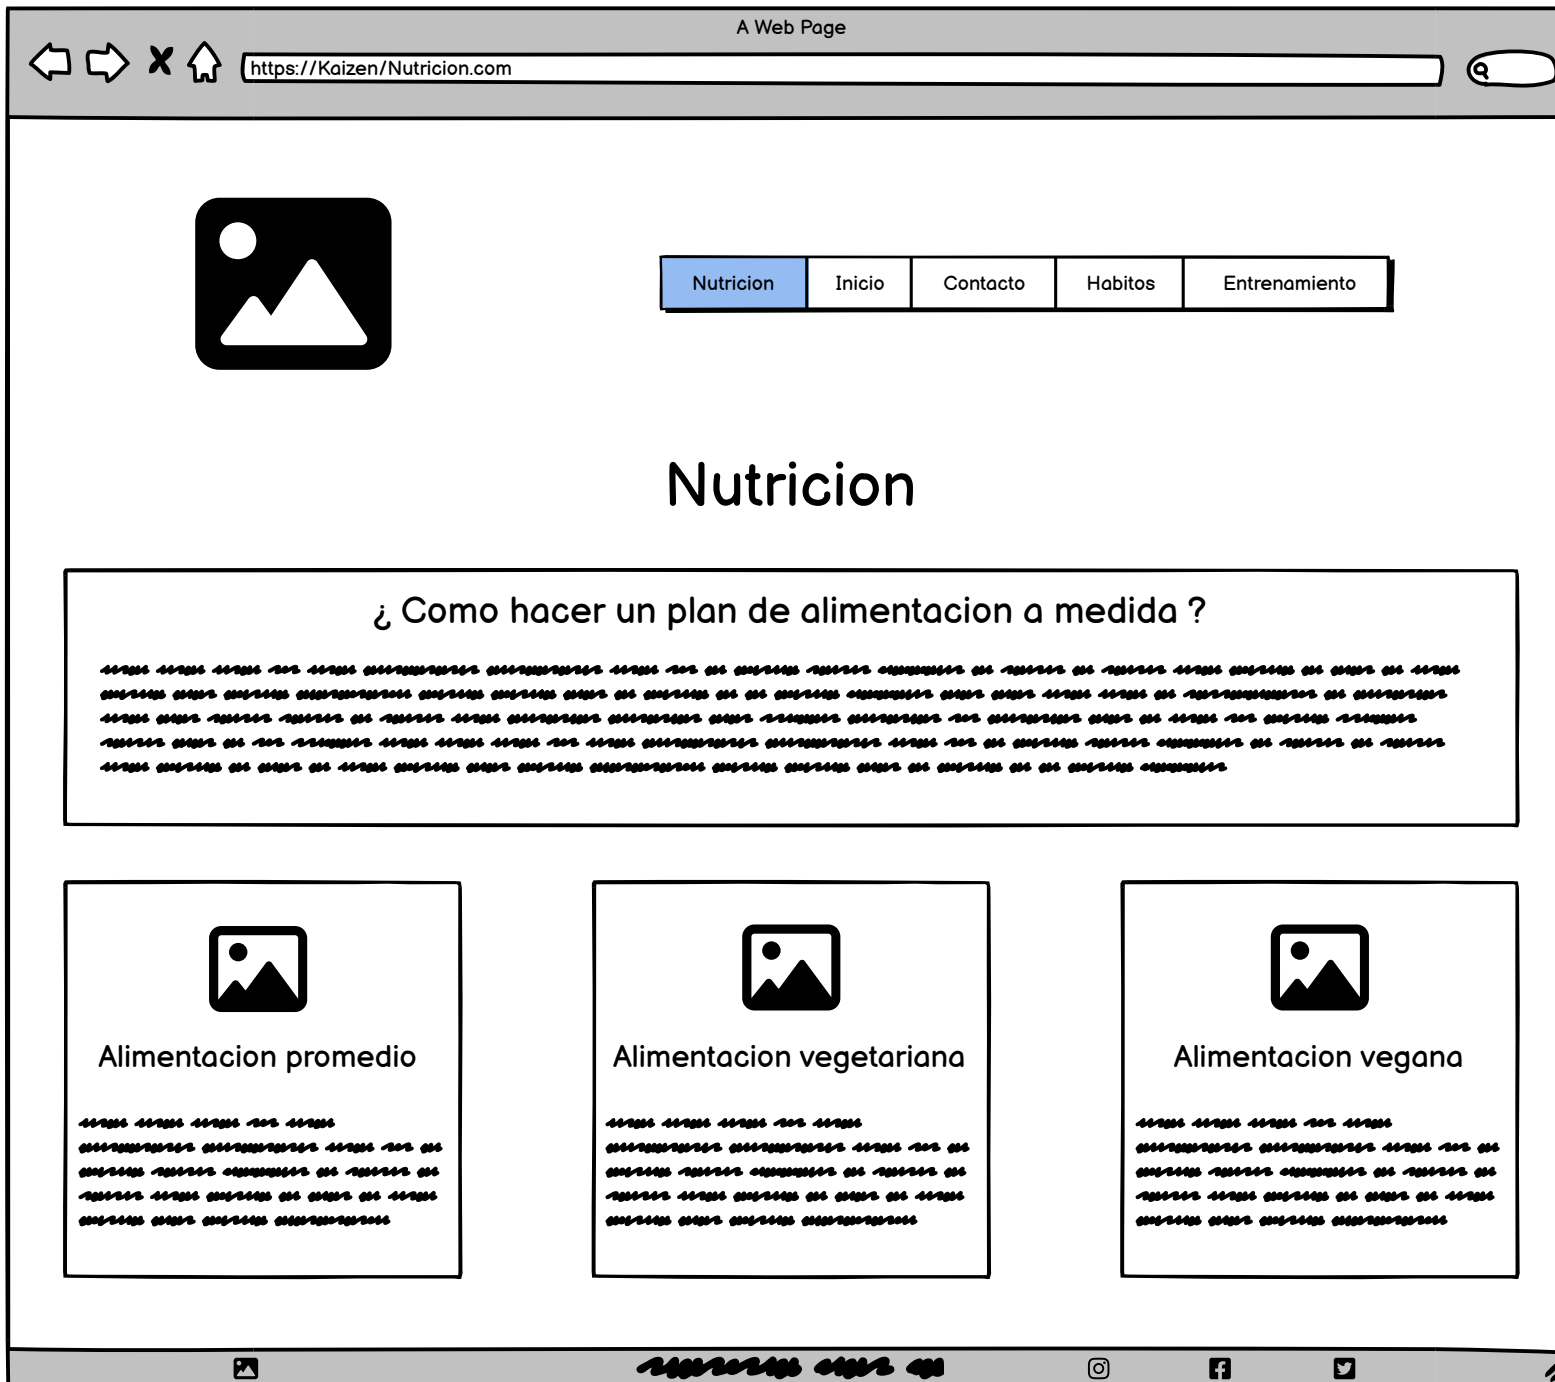 A Web Page
https://Kaizen/Nutricion.com
Nutricion Inicio Contacto Habitos Entrenamiento
Nutricion
¿ Como hacer un plan de alimentacion a medida ?
Alimentacion promedio
Alimentacion vegetariana
Alimentacion vegana